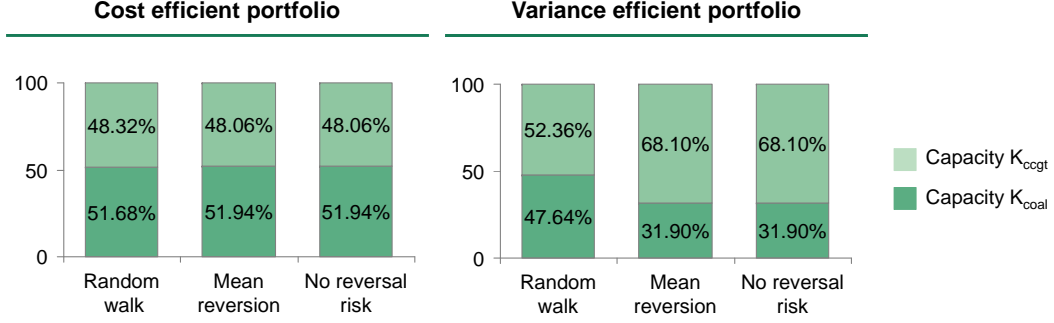 Cost efficient portfolio
Variance efficient portfolio
100
50
0
48.32%
48.06%
48.06%
51.68%
51.94%
51.94%
Random
walk
Mean
reversion
No reversal
risk
100
50
0
52.36%
68.10%
68.10%
47.64%
31.90%
31.90%
Random
walk
Mean
reversion
No reversal
risk
Capacity Kccgt
Capacity Kcoal